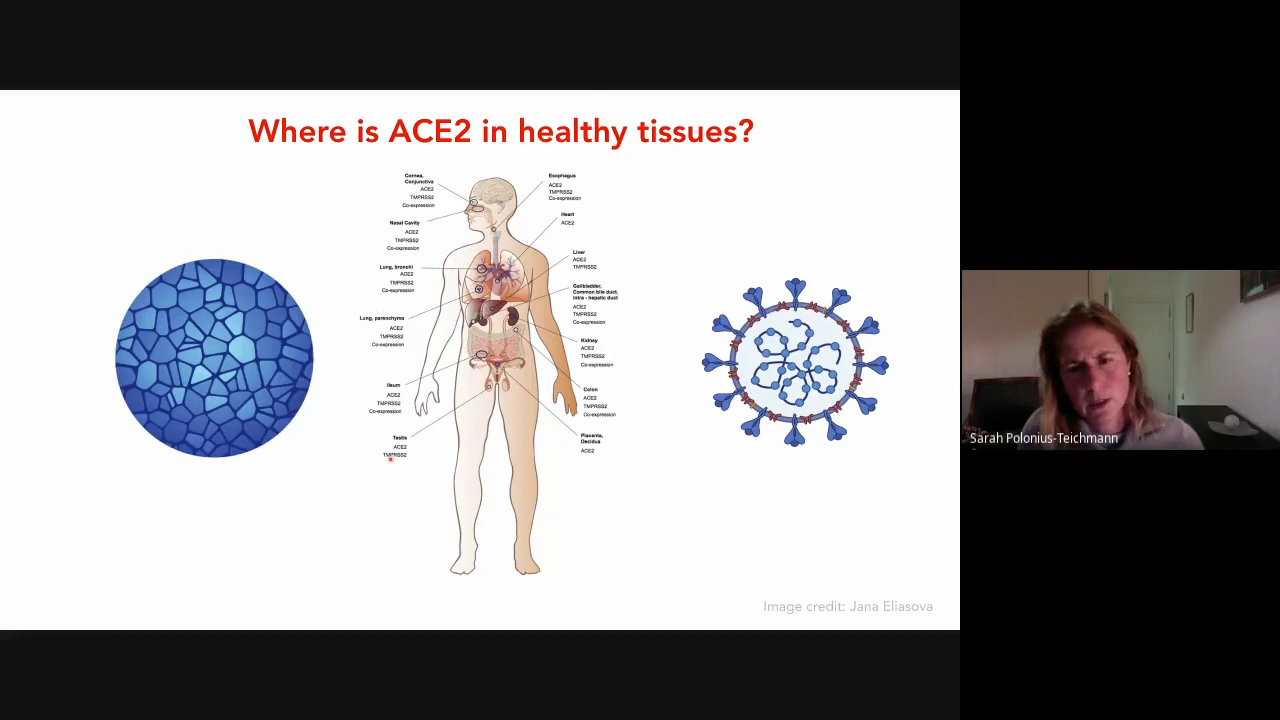 Where is ACE2 in healthy tissues?
Cornea,
Conjunctiva
ACE2
TMPRSS2
Co-expression
Nasal Cavity
ACE2
TMPRSS2
Co-expression
Lung, bronchi
ACE2
TMPRSS2
Co-expression
Lung, parenchyma
ACE2
TMPRSS2
Co-expression
Ileum
ACE2
TMPRSS2
Co-expression
Testis
ACE2
TMPRSS2
Esophagus
ACE2
TMPRSS2
Co-expression
Heart
ACE2
Liver
ACE2
TMPRSS2
Gallbladder,
Common bile duct,
Intra - hepatic duct
ACE2
TMPRSS2
Co-expression
Kidney
ACE2
TMPRSS2
Co-expression
Colon
ACE2
TMPRSS2
Co-expression
Placenta,
Decidua
ACE2
Image credit: Jana Eliasova
Sarah Polonius-Teichmann